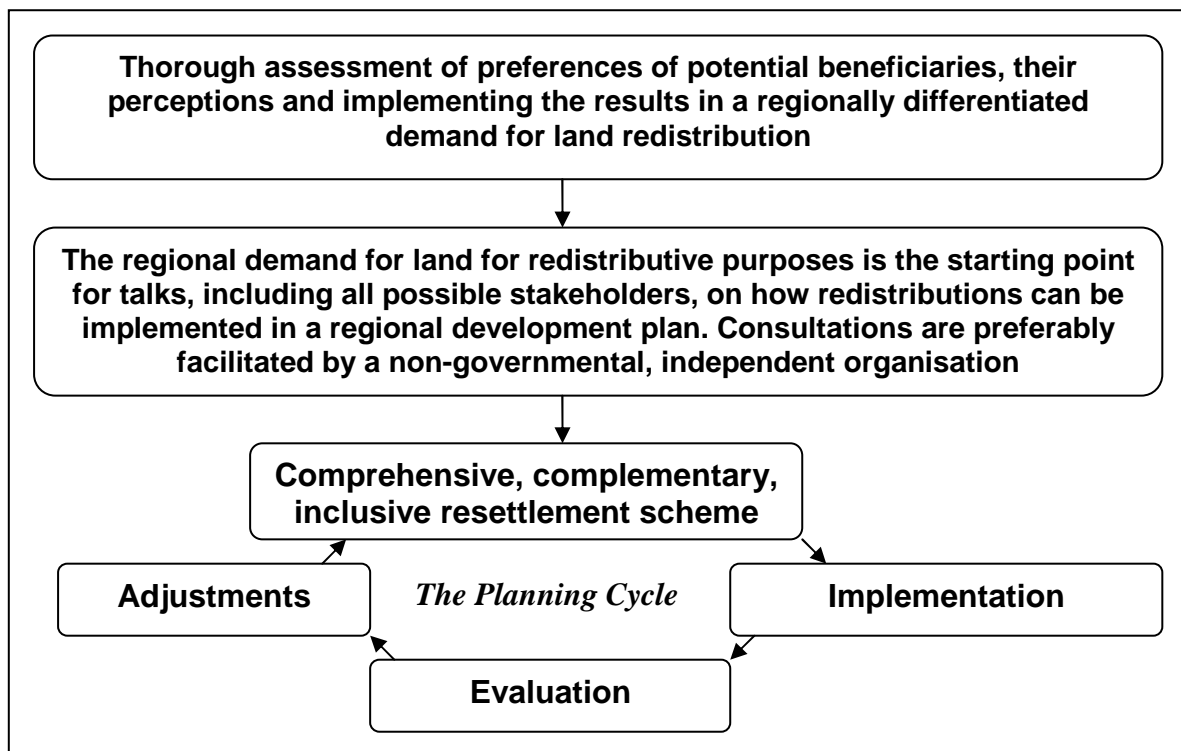 Thorough assessment of preferences of potential beneficiaries, their
perceptions and implementing the results in a regionally differentiated
demand for land redistribution
The regional demand for land for redistributive purposes is the starting point
for talks, including all possible stakeholders, on how redistributions can be
implemented in a regional development plan. Consultations are preferably
facilitated by a non-governmental, independent organisation
Comprehensive, complementary,
inclusive resettlement scheme
Adjustments
The Planning Cycle
Implementation
Evaluation